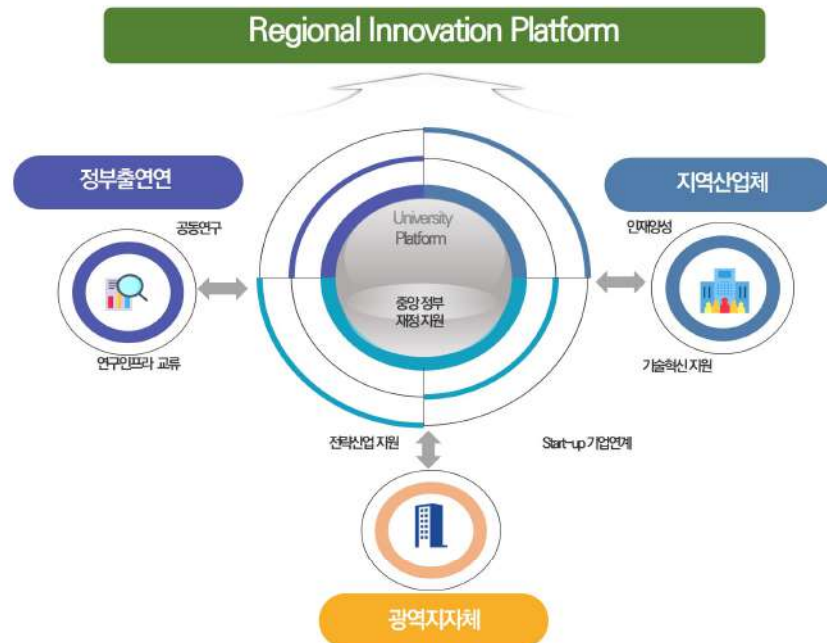 Regional Innovation Platform
정부출연연
지역산업체
공동연구
인재양성
University
Platform
중앙 정부
재정 지원
연구인프라 교류
기술혁신 지원
전략산업 지원
Start-up 기업연계
광역지자체